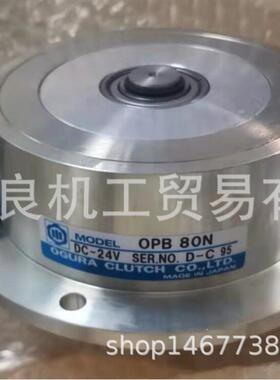 良机工贸易有
MODEL OPB 80N
DC-24V SER.NO. D-C 95
OGURA CLUTCH CO.,LTD.
MADE IN JAPAN
shop1467738